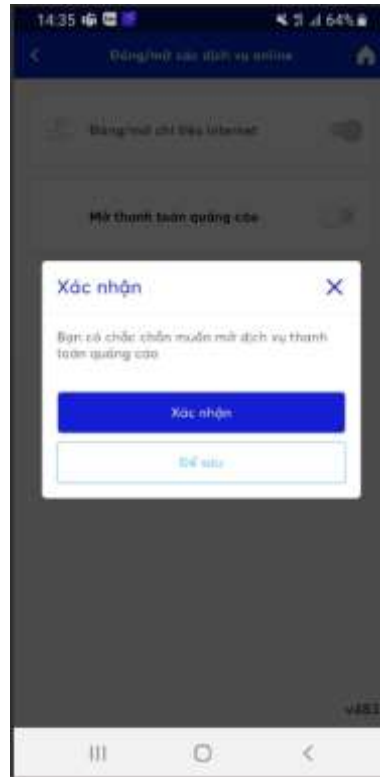 14:35
64%
Đóng/mở các dịch vụ online
Đóng/mở chi tiêu internet
Mở thanh toán quảng cáo
Xác nhận
Bạn có chắc chắn muốn mở dịch vụ thanh
toán quảng cáo
Xác nhận
Để sau